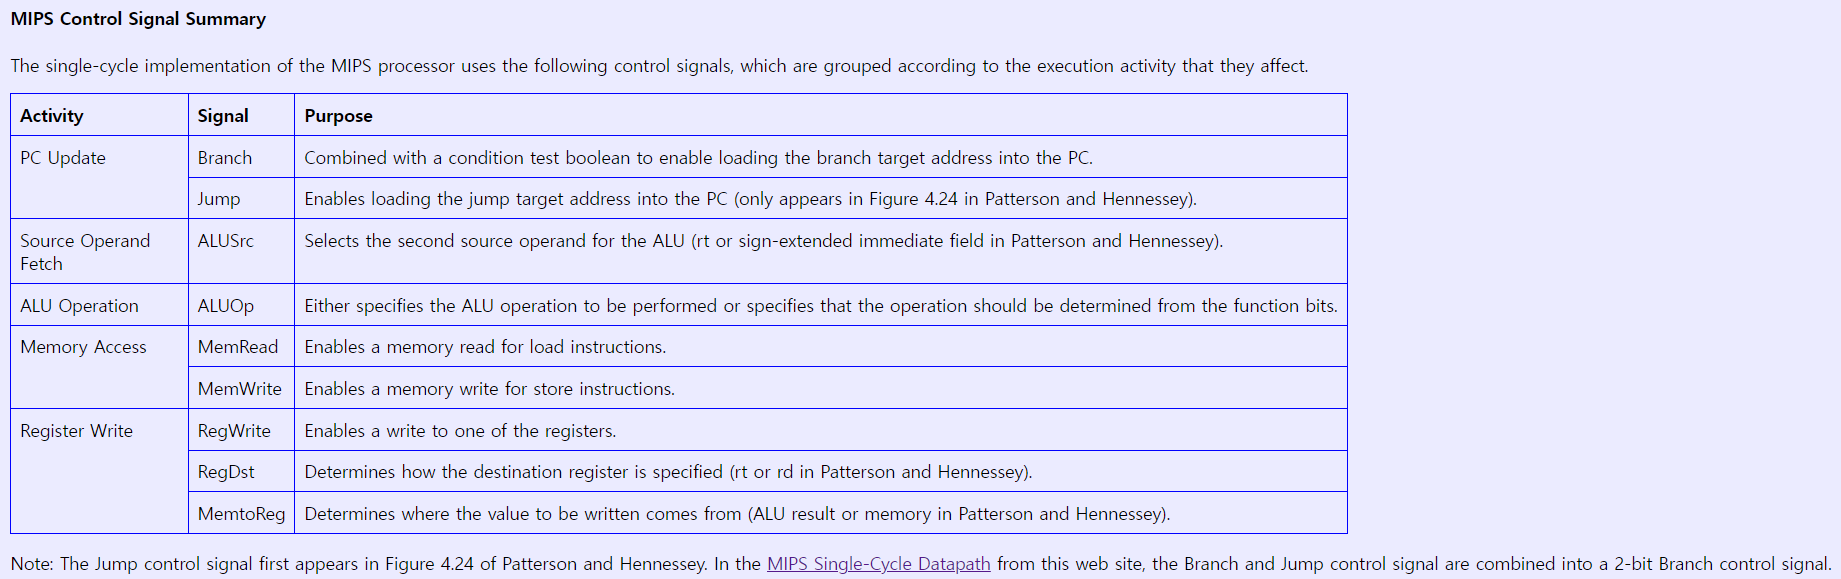 MIPS Control Signal Summary
The single-cycle implementation of the MIPS processor uses the following control signals, which are grouped according to the execution activity that they affect.
Activity Signal Purpose
PC Update Branch Combined with a condition test boolean to enable loading the branch target address into the PC.
Jump Enables loading the jump target address into the PC (only appears in Figure 4.24 in Patterson and Hennessey).
Source Operand ALUSrc Selects the second source operand for the ALU (rt or sign-extended immediate field in Patterson and Hennessey).
Fetch
ALU Operation ALUOp Either specifies the ALU operation to be performed or specifies that the operation should be determined from the function bits.
Memory Access MemRead Enables a memory read for load instructions.
MemWrite Enables a memory write for store instructions.
Register Write RegWrite Enables a write to one of the registers.
RegDst Determines how the destination register is specified (rt or rd in Patterson and Hennessey).
MemtoReg Determines where the value to be written comes from (ALU result or memory in Patterson and Hennessey).
Note: The Jump control signal first appears in Figure 4.24 of Patterson and Hennessey. In the MIPS Single-Cycle Datapath from this web site, the Branch and Jump control signal are combined into a 2-bit Branch control signal.